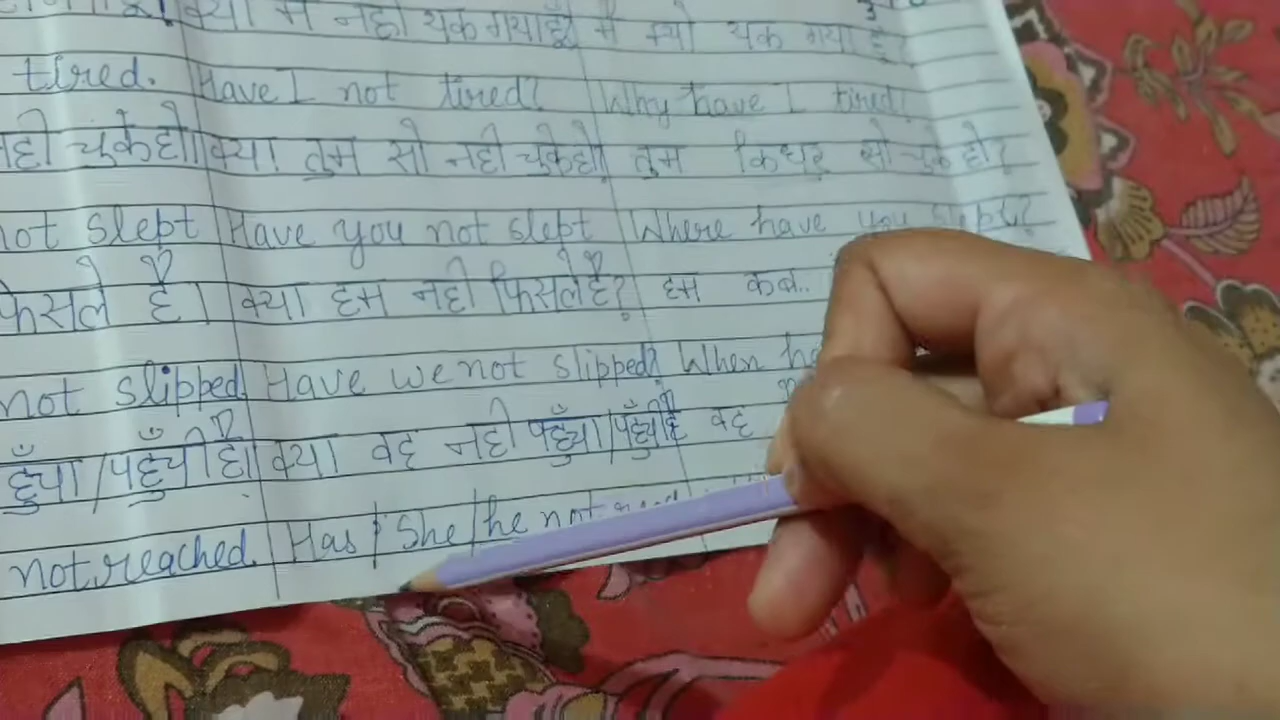 क्या मैं नही थक गया हूँ? मैं क्यों थक गया हूँ?
tired. Have I not tired? Why have I tired?
नही चुके हो क्या तुम सो नही चुके हो? तुम किधर सो चुके हो?
not slept Have you not slept Where have you slept?
फिसले हैं। क्या हम नही फिसले हैं? हम कब..
not slipped Have we not slipped? When ha
हुँचा/पहुँची है क्या वह नही पहुँचा/पहुँची है वह
not reached. Has she/he not